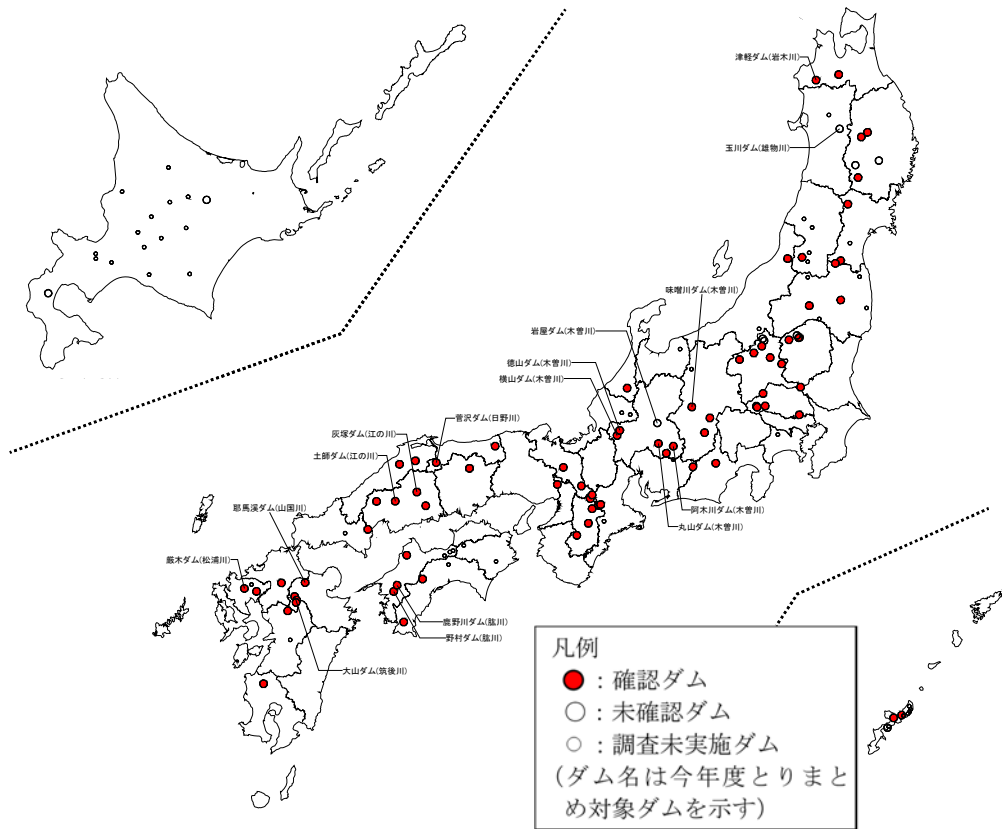 津軽ダム(岩木川)
玉川ダム(雄物川)
味噌川ダム(木曽川)
岩屋ダム(木曽川)
徳山ダム(木曽川)
横山ダム(木曽川)
菅沢ダム(日野川)
灰塚ダム(江の川)
土師ダム(江の川)
耶馬溪ダム(山国川)
厳木ダム(松浦川)
阿木川ダム(木曽川)
丸山ダム(木曽川)
鹿野川ダム(肱川)
野村ダム(肱川)
大山ダム(筑後川)
凡例
：確認ダム
：未確認ダム
：調査未実施ダム
(ダム名は今年度とりまと
め対象ダムを示す)